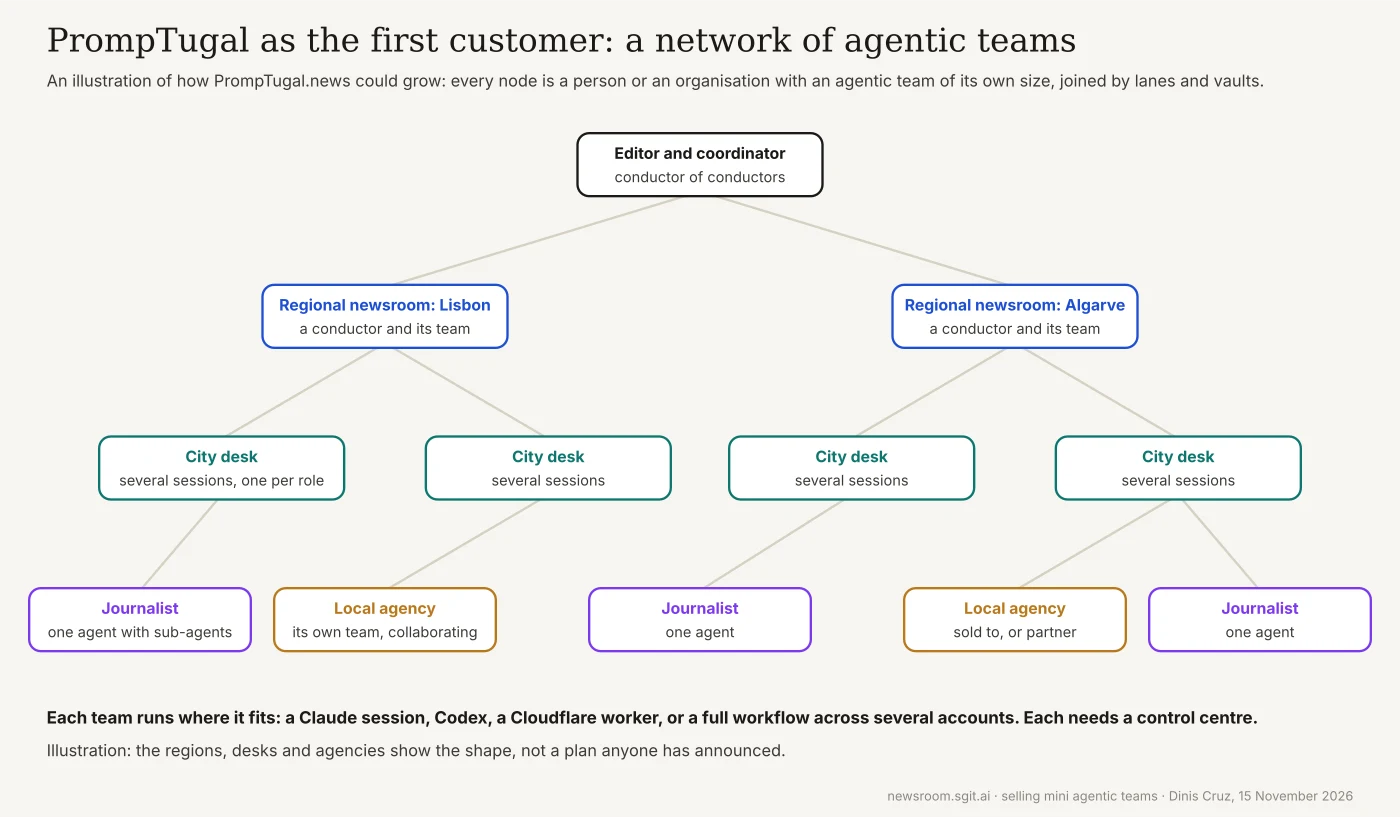 PrompTugal as the first customer: a network of agentic teams
An illustration of how PrompTugal.news could grow: every node is a person or an organisation with an agentic team of its own size, joined by lanes and vaults.
Editor and coordinator
conductor of conductors
Regional newsroom: Lisbon
a conductor and its team
Regional newsroom: Algarve
a conductor and its team
City desk
several sessions, one per role
City desk
several sessions
City desk
several sessions
City desk
several sessions
Journalist
one agent with sub-agents
Local agency
its own team, collaborating
Journalist
one agent
Local agency
sold to, or partner
Journalist
one agent
Each team runs where it fits: a Claude session, Codex, a Cloudflare worker, or a full workflow across several accounts. Each needs a control centre.
Illustration: the regions, desks and agencies show the shape, not a plan anyone has announced.
newsroom.sgit.ai · selling mini agentic teams · Dinis Cruz, 15 November 2026